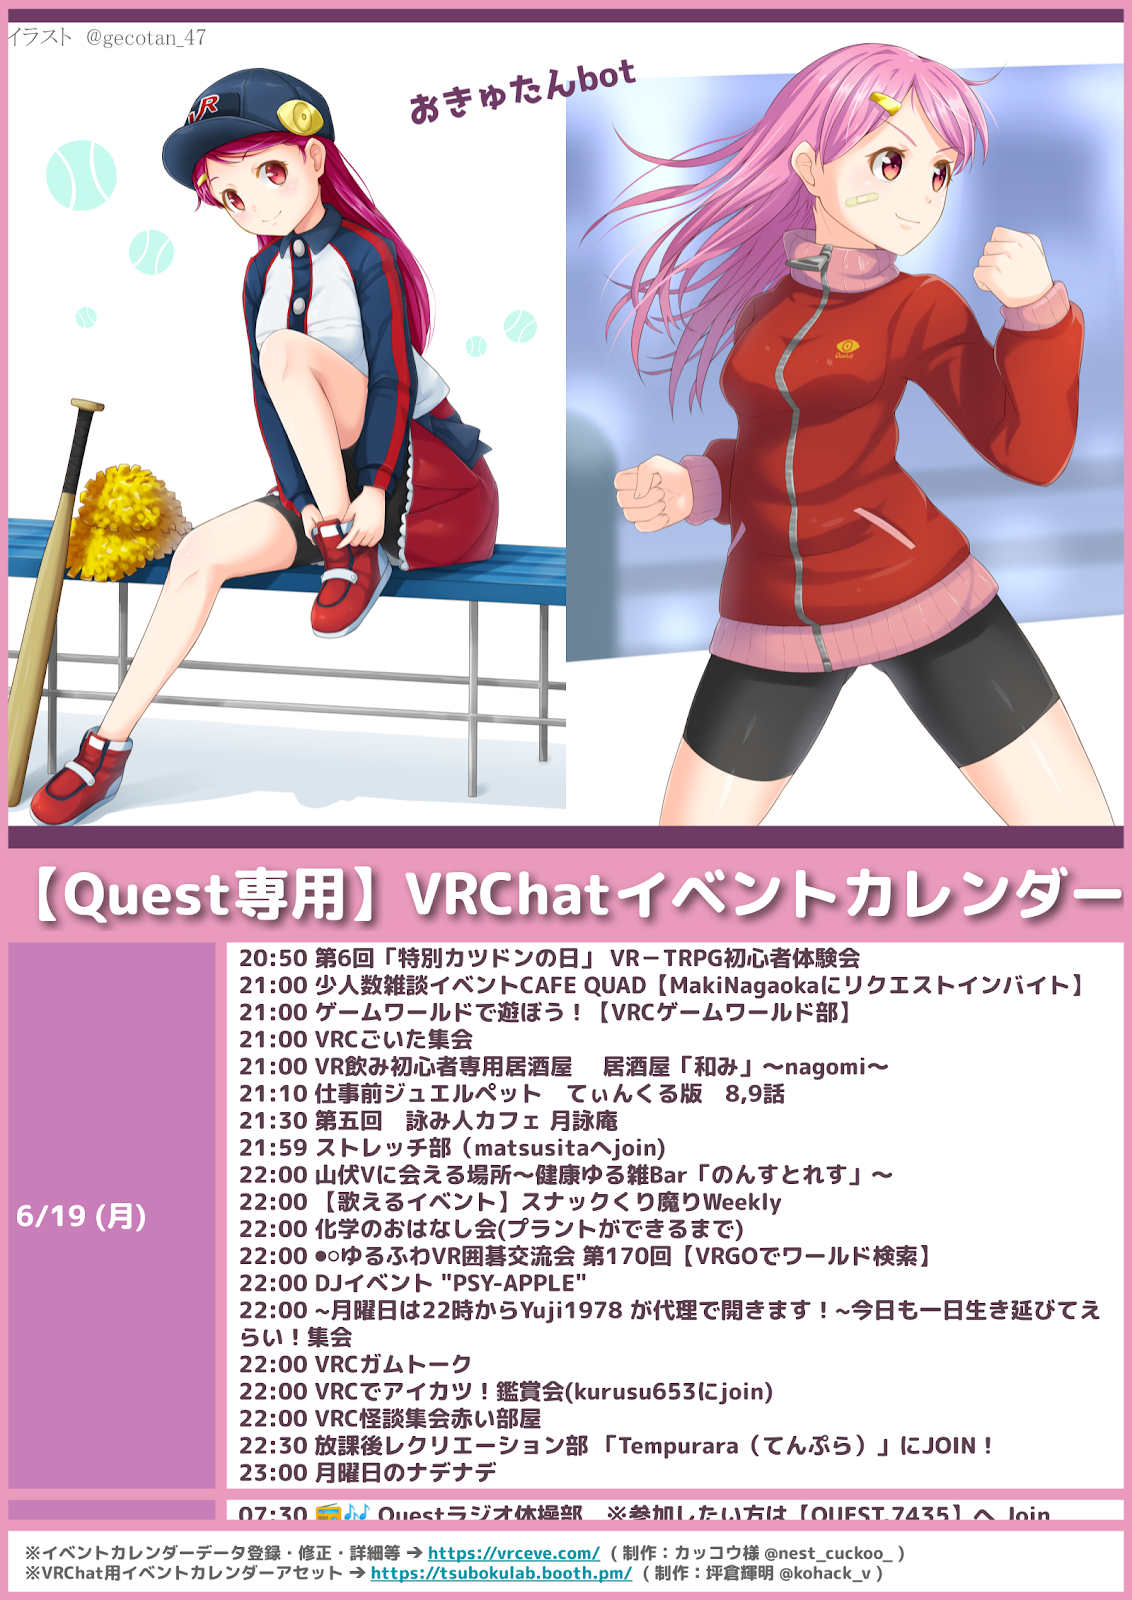 イラスト @gecotan_47
おきゅたんbot
VR
Quest
【Quest専用】VRChatイベントカレンダー
6/19 (月)
20:50 第6回「特別カツドンの日」 VR－TRPG初心者体験会
21:00 少人数雑談イベントCAFE QUAD【MakiNagaokaにリクエストインバイト】
21:00 ゲームワールドで遊ぼう！【VRCゲームワールド部】
21:00 VRCごいた集会
21:00 VR飲み初心者専用居酒屋　居酒屋「和み」～nagomi～
21:10 仕事前ジュエルペット　てぃんくる版　8,9話
21:30 第五回　詠み人カフェ 月詠庵
21:59 ストレッチ部（matsusitaへjoin)
22:00 山伏Vに会える場所～健康ゆる雑Bar「のんすとれす」～
22:00 【歌えるイベント】スナックくり魔りWeekly
22:00 化学のおはなし会(プラントができるまで)
22:00 ●○ゆるふわVR囲碁交流会 第170回【VRGOでワールド検索】
22:00 DJイベント "PSY-APPLE"
22:00 ~月曜日は22時からYuji1978 が代理で開きます！~今日も一日生き延びてえ
らい！集会
22:00 VRCガムトーク
22:00 VRCでアイカツ！鑑賞会(kurusu653にjoin)
22:00 VRC怪談集会赤い部屋
22:30 放課後レクリエーション部 「Tempurara（てんぷら）」にJOIN！
23:00 月曜日のナデナデ
07:30 📻🎶 Questラジオ体操部　※参加したい方は【QUEST.7435】へ Join
※イベントカレンダーデータ登録・修正・詳細等 ➔ https://vrceve.com/ ( 制作：カッコウ様 @nest_cuckoo_ )
※VRChat用イベントカレンダーアセット ➔ https://tsubokulab.booth.pm/ ( 制作：坪倉輝明 @kohack_v )